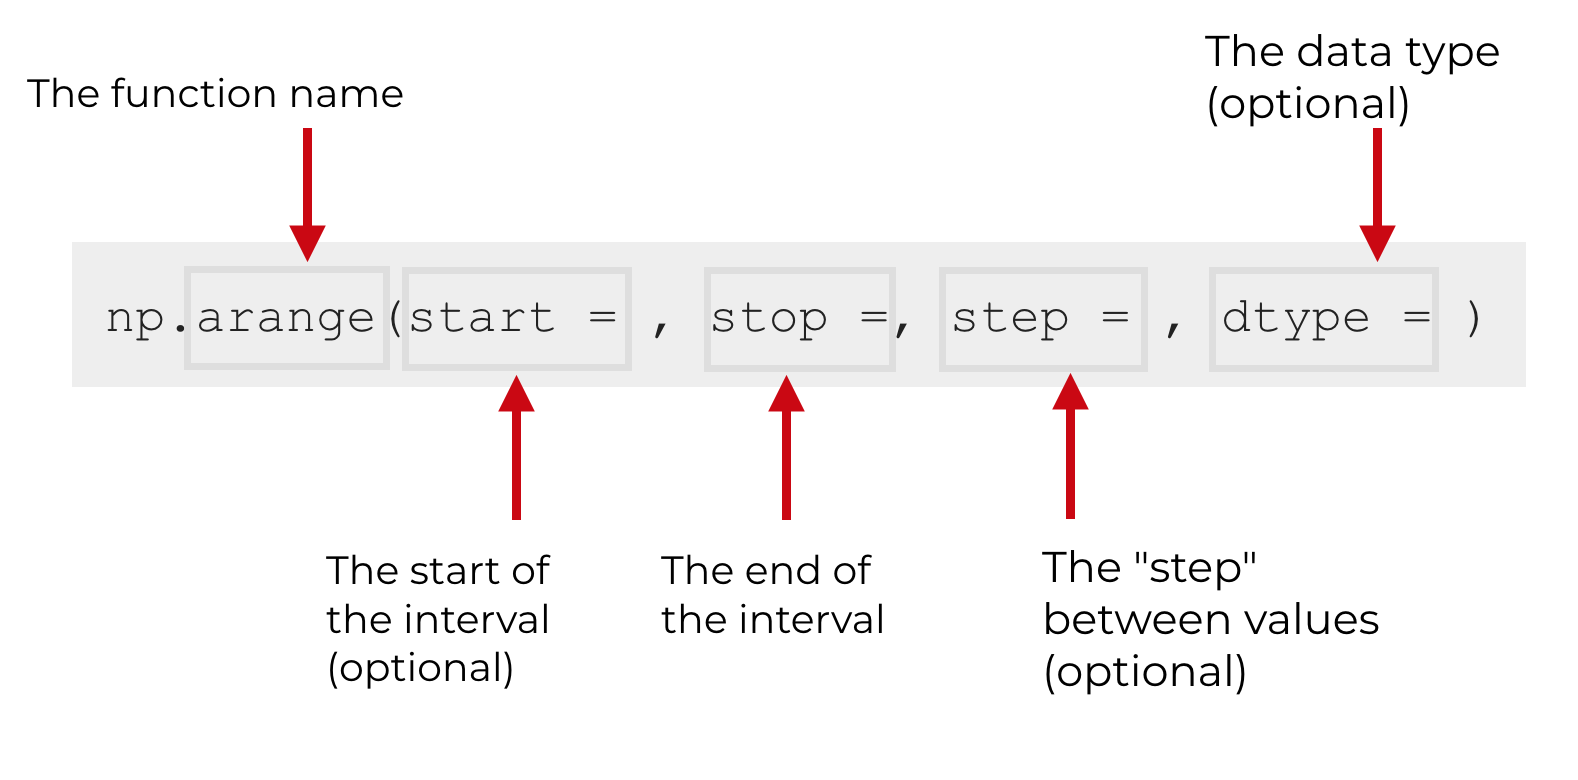 The function name
The data type
(optional)
np.arange(start = , stop =, step = , dtype = )
The start of
the interval
(optional)
The end of
the interval
The "step"
between values
(optional)